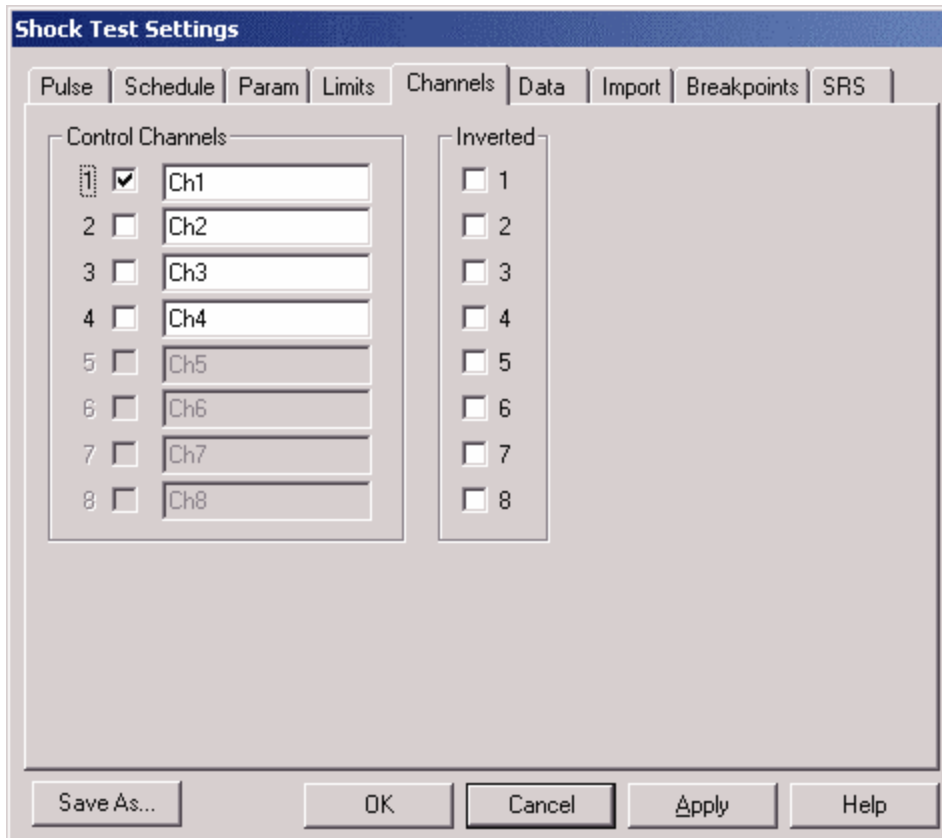 Shock Test Settings
Pulse Schedule Param Limits Channels Data Import Breakpoints SRS
Control Channels Inverted
1 Ch1 1
2 Ch2 2
3 Ch3 3
4 Ch4 4
5 Ch5 5
6 Ch6 6
7 Ch7 7
8 Ch8 8
Save As... OK Cancel Apply Help